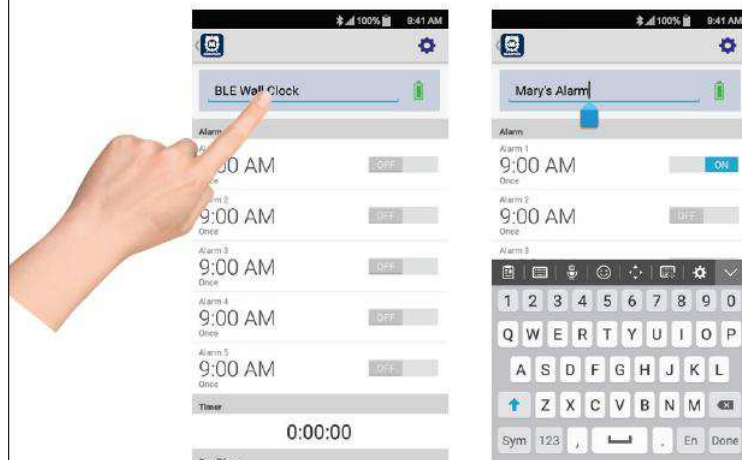 100% 9:41 AM
BLE Wall Clock
Alarm
:00 AM
OFF
Once
9:00 AM
OFF
Once
Alarm 3
9:00 AM
OFF
Once
Alarm 4
9:00 AM
OFF
Once
Alarm 5
9:00 AM
OFF
Once
Timer
0:00:00
100% 9:41 AM
Mary's Alarm
Alarm
Alarm 1
9:00 AM
ON
Once
Alarm 2
9:00 AM
OFF
Once
Alarm 3
1 2 3 4 5 6 7 8 9 0
Q W E R T Y U I O P
A S D F G H J K L
Z X C V B N M
Sym 123 , . En Done